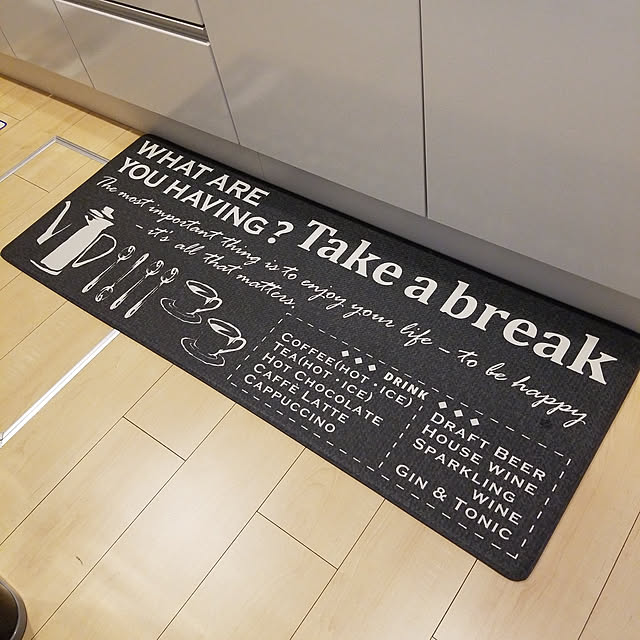 WHAT ARE
YOU HAVING?
Take a break
The most important thing is to enjoy your life – to be happy
– it's all that matters.
◆◆◆ DRINK ◆◆◆
COFFEE(HOT・ICE)
TEA(HOT・ICE)
HOT CHOCOLATE
CAFFÈ LATTE
CAPPUCCINO
DRAFT BEER
HOUSE WINE
SPARKLING
WINE
GIN & TONIC